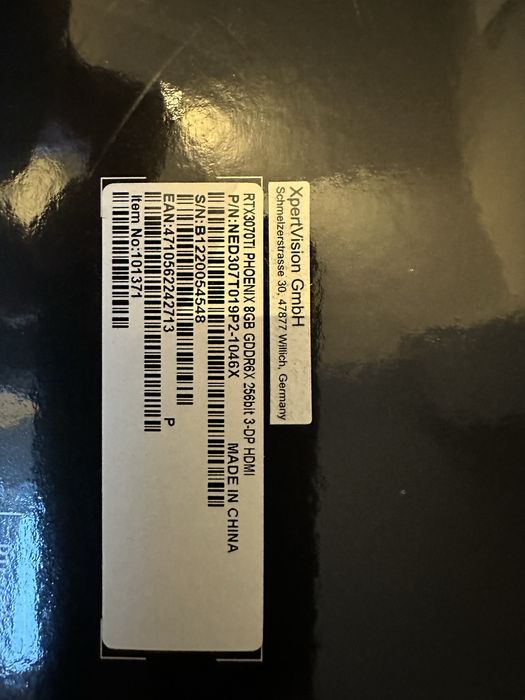 XpertVision GmbH
Schmelzerstrasse 30, 47877 Willich, Germany
RTX3070TI PHOENIX 8GB GDDR6X 256bit 3-DP HDMI
P/N:NED307T019P2-1046X MADE IN CHINA
S/N:B1220054548
EAN:4710562242713 P
Item No:101371